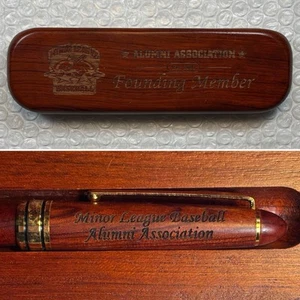 ★ ALUMNI ASSOCIATION ★
Founding Member
Minor League Baseball
Alumni Association